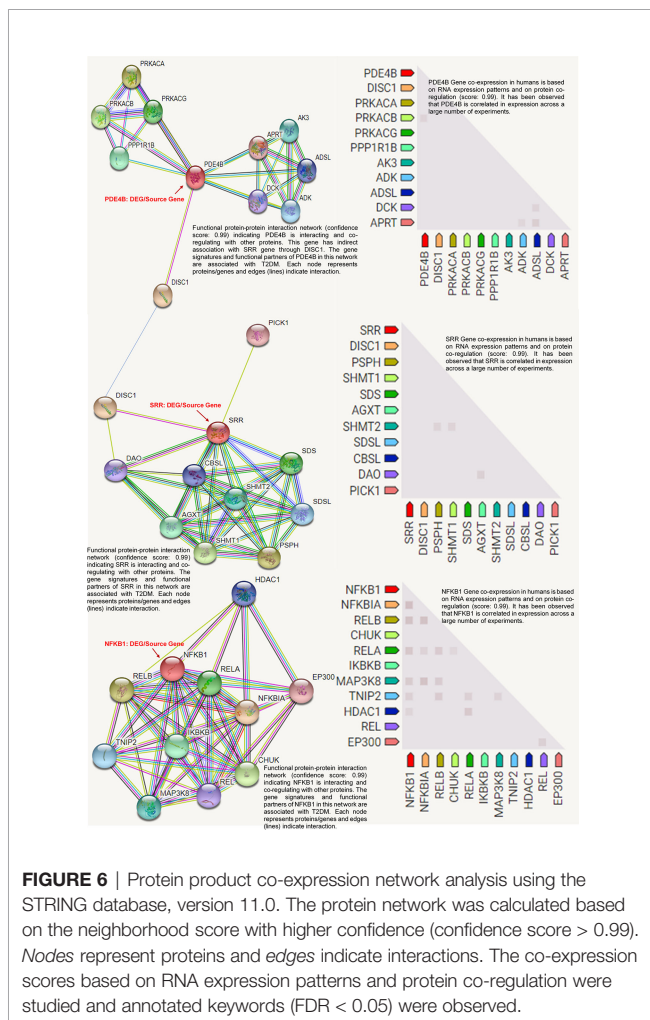 PRKACA
PRKACB
PRKACG
PPP1R1B
PDE4B
APRT
AK3
ADSL
DCK
ADK
PDE4B: DEG/Source Gene
Functional protein-protein interaction network (confidence
score: 0.99) indicating PDE4B is interacting and co-
regulating with other proteins. This gene has indirect
association with SRR gene through DISC1. The gene
signatures and functional partners of PDE4B in this network
are associated with T2DM. Each node represents
proteins/genes and edges (lines) indicate interaction.
DISC1
PDE4B
DISC1
PRKACA
PRKACB
PRKACG
PPP1R1B
AK3
ADK
ADSL
DCK
APRT
PDE4B Gene co-expression in humans is based
on RNA expression patterns and on protein co-
regulation (score: 0.99). It has been observed
that PDE4B is correlated in expression across a
large number of experiments.
PDE4B
DISC1
PRKACA
PRKACB
PRKACG
PPP1R1B
AK3
ADK
ADSL
DCK
APRT
PICK1
DISC1
SRR: DEG/Source Gene
SRR
DAO
CBSL
SDS
SHMT2
SDSL
AGXT
SHMT1
PSPH
Functional protein-protein interaction
network (confidence score: 0.99)
indicating SRR is interacting and co-
regulating with other proteins. The
gene signatures and functional
partners of SRR in this network are
associated with T2DM. Each node
represents proteins/genes and edges
(lines) indicate interaction.
SRR
DISC1
PSPH
SHMT1
SDS
AGXT
SHMT2
SDSL
CBSL
DAO
PICK1
SRR Gene co-expression in humans is based
on RNA expression patterns and on protein
co-regulation (score: 0.99). It has been
observed that SRR is correlated in expression
across a large number of experiments.
SRR
DISC1
PSPH
SHMT1
SDS
AGXT
SHMT2
SDSL
CBSL
DAO
PICK1
HDAC1
NFKB1: DEG/Source Gene
NFKB1
RELB
RELA
EP300
NFKBIA
TNIP2
IKBKB
CHUK
REL
MAP3K8
Functional protein-protein interaction
network (confidence score: 0.99)
indicating NFKB1 is interacting and
co-regulating with other proteins. The
gene signatures and functional
partners of NFKB1 in this network are
associated with T2DM. Each node
represents proteins/genes and edges
(lines) indicate interaction.
NFKB1
NFKBIA
RELB
CHUK
RELA
IKBKB
MAP3K8
TNIP2
HDAC1
REL
EP300
NFKB1 Gene co-expression in humans is based
on RNA expression patterns and on protein co-
regulation (score: 0.99). It has been observed
that NFKB1 is correlated in expression across a
large number of experiments.
NFKB1
NFKBIA
RELB
CHUK
RELA
IKBKB
MAP3K8
TNIP2
HDAC1
REL
EP300
FIGURE 6 | Protein product co-expression network analysis using the
STRING database, version 11.0. The protein network was calculated based
on the neighborhood score with higher confidence (confidence score > 0.99).
Nodes represent proteins and edges indicate interactions. The co-expression
scores based on RNA expression patterns and protein co-regulation were
studied and annotated keywords (FDR < 0.05) were observed.